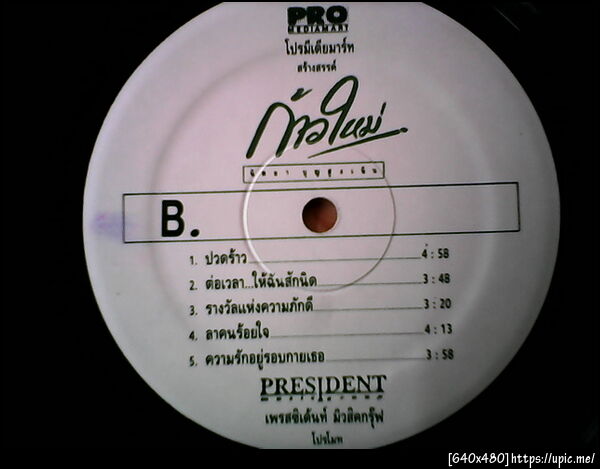 PRO
MEDIAMART
โปรมีเดียมาร์ท
สร้างสรรค์
ก้าวใหม่
B.
1. ปวดร้าว 4:58
2. ต่อเวลา...ให้ฉันสักนิด 3:48
3. รางวัลแห่งความภักดี 3:20
4. ลาคนร้อยใจ 4:13
5. ความรักอยู่รอบกายเธอ 3:58
PRESIDENT
เพรสซิเด้นท์ มิวสิคกรุ๊ฟ
โปรโมท
[640x480]https://upic.me/